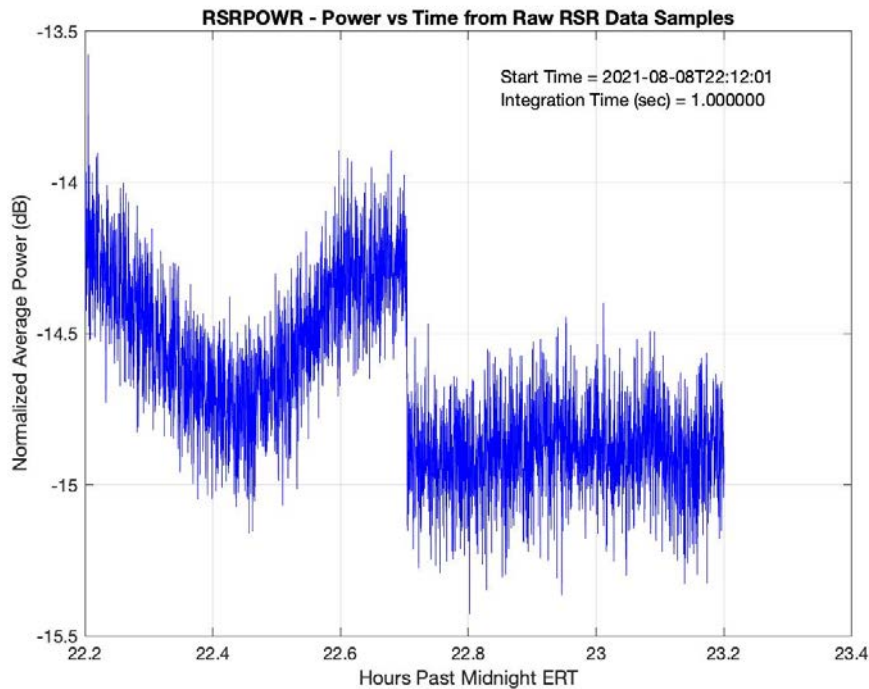 RSRPOWR - Power vs Time from Raw RSR Data Samples
-13.5
Start Time = 2021-08-08T22:12:01
Integration Time (sec) = 1.000000
-14
Normalized Average Power (dB)
-14.5
-15
-15.5
22.2 22.4 22.6 22.8 23 23.2 23.4
Hours Past Midnight ERT